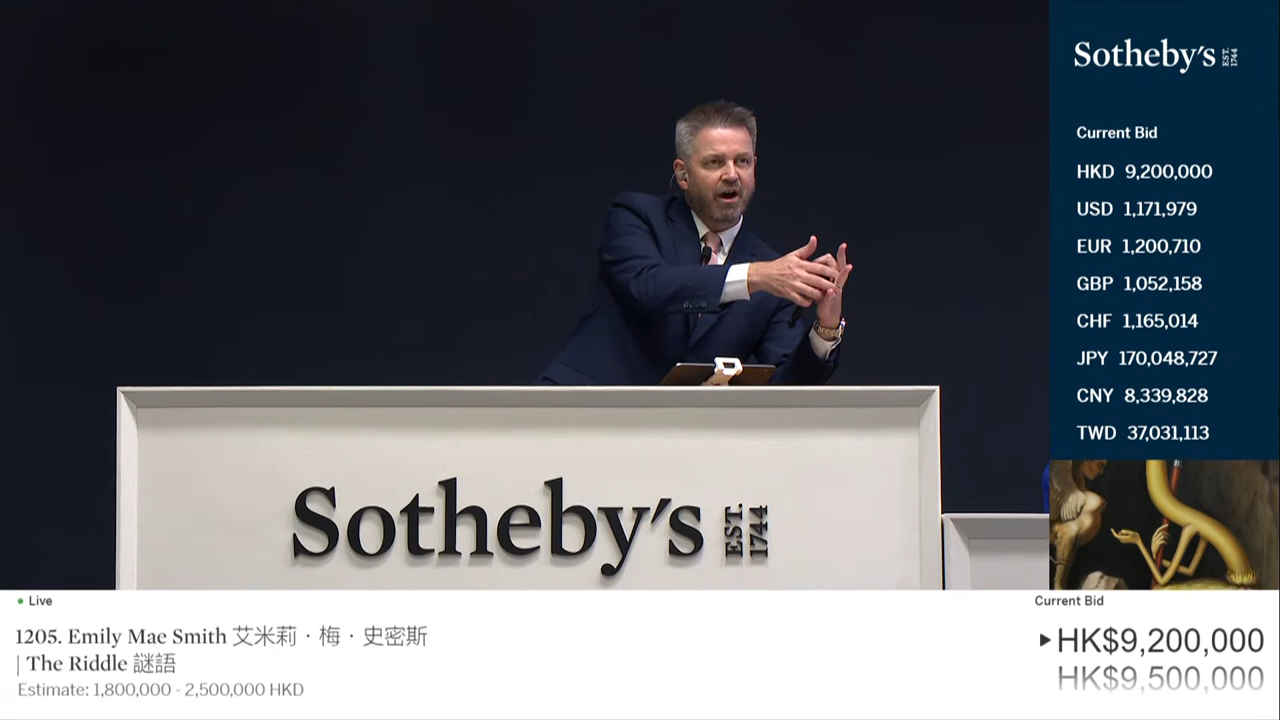 Sotheby's EST. 1744
Current Bid
HKD 9,200,000
USD 1,171,979
EUR 1,200,710
GBP 1,052,158
CHF 1,165,014
JPY 170,048,727
CNY 8,339,828
TWD 37,031,113
Sotheby's EST. 1744
Live
Current Bid
1205. Emily Mae Smith 艾米莉·梅·史密斯
| The Riddle 謎語
Estimate: 1,800,000 - 2,500,000 HKD
HK$9,200,000
HK$9,500,000